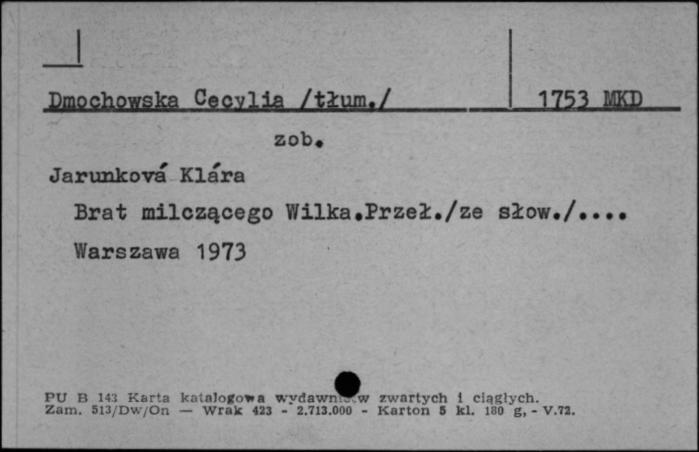 Dmochowska Cecylia /tłum./ 1753 MKD
zob.
Jarunková Klára
Brat milczącego Wilka.Przeł./ze słow./....
Warszawa 1973
PU B 143 Karta katalogowa wydawnictw zwartych i ciągłych.
Zam. 513/Dw/On — Wrak 423 - 2.713.000 - Karton 5 kl. 180 g, - V.72.